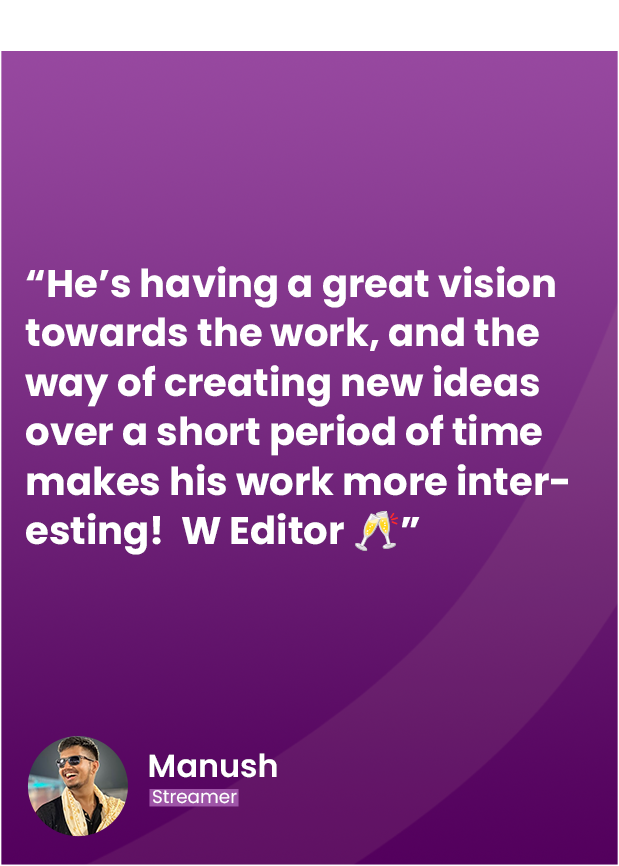 “He’s having a great vision
towards the work, and the
way of creating new ideas
over a short period of time
makes his work more inter-
esting!  W Editor 🥂”
Manush
Streamer